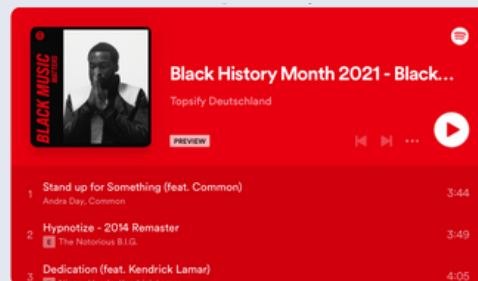 BLACK MUSIC
MATTERS
Black History Month 2021 - Black...
Topsify Deutschland
PREVIEW
1 Stand up for Something (feat. Common) 3:44
Andra Day, Common
2 Hypnotize - 2014 Remaster 3:49
E The Notorious B.I.G.
3 Dedication (feat. Kendrick Lamar) 4:05